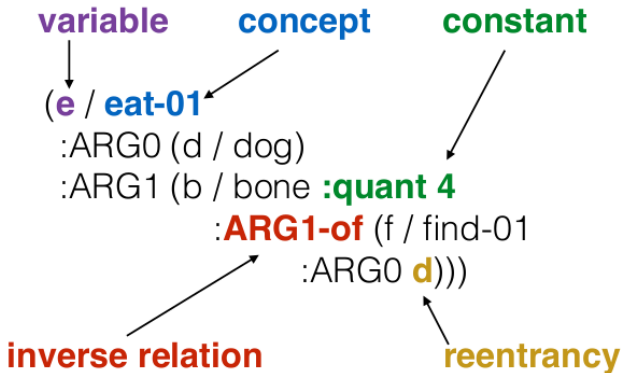 variable concept constant
(e / eat-01
:ARG0 (d / dog)
:ARG1 (b / bone :quant 4
:ARG1-of (f / find-01
:ARG0 d)))
inverse relation reentrancy